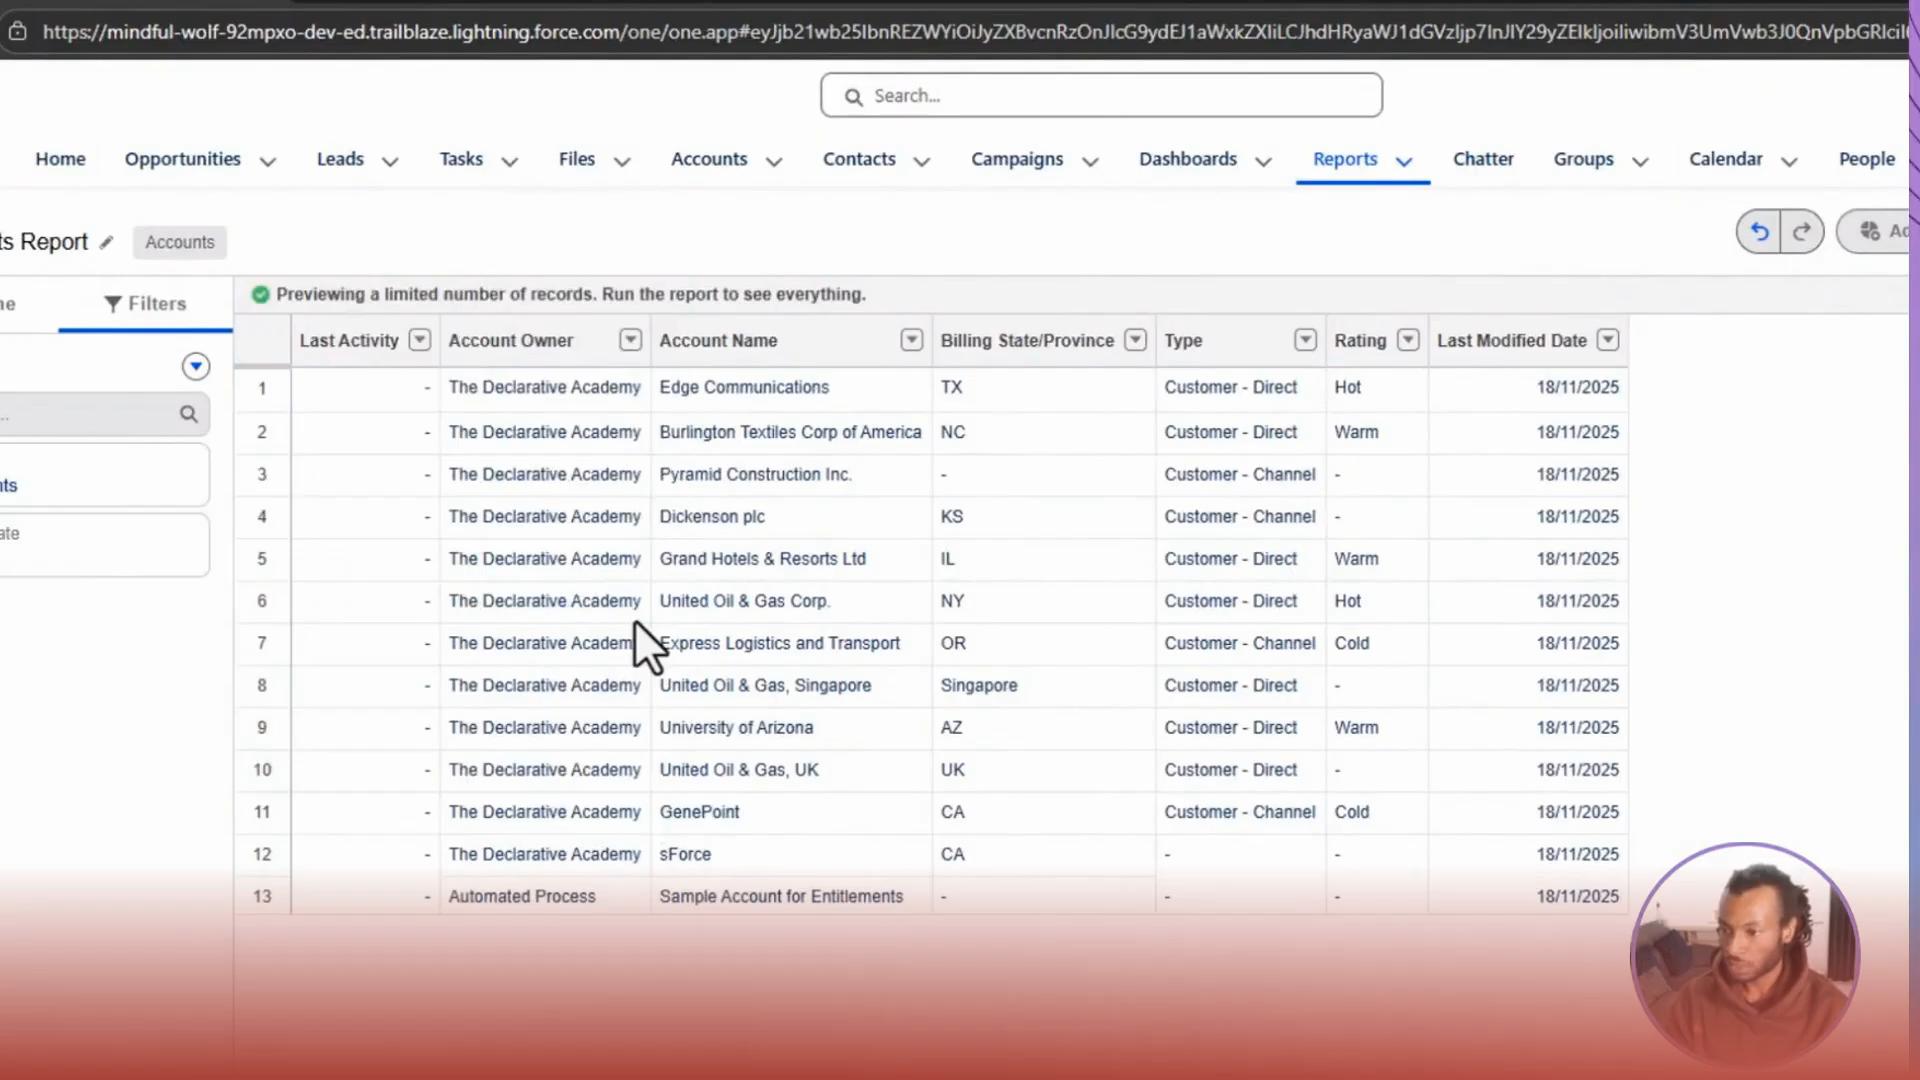 https://mindful-wolf-92mpxo-dev-ed.trailblaze.lightning.force.com/one/one.app#eyJjb21wb25lbnREZWYiOiJyZXBvcnRzOnJlcG9ydEJ1aWxkZXIiLCJhdHRyaWJ1dGVzIjp7InJlY29yZElkIjoiIiwibmV3UmVwb3J0QnVpbGRlciI6
Search...
Home Opportunities Leads Tasks Files Accounts Contacts Campaigns Dashboards Reports Chatter Groups Calendar People
ts Report Accounts Ad
ne Filters
Previewing a limited number of records. Run the report to see everything.
Last Activity Account Owner Account Name Billing State/Province Type Rating Last Modified Date
1 - The Declarative Academy Edge Communications TX Customer - Direct Hot 18/11/2025
...
2 - The Declarative Academy Burlington Textiles Corp of America NC Customer - Direct Warm 18/11/2025
3 - The Declarative Academy Pyramid Construction Inc. - Customer - Channel - 18/11/2025
nts
4 - The Declarative Academy Dickenson plc KS Customer - Channel - 18/11/2025
ate
5 - The Declarative Academy Grand Hotels & Resorts Ltd IL Customer - Direct Warm 18/11/2025
6 - The Declarative Academy United Oil & Gas Corp. NY Customer - Direct Hot 18/11/2025
7 - The Declarative Academ Express Logistics and Transport OR Customer - Channel Cold 18/11/2025
8 - The Declarative Academy United Oil & Gas, Singapore Singapore Customer - Direct - 18/11/2025
9 - The Declarative Academy University of Arizona AZ Customer - Direct Warm 18/11/2025
10 - The Declarative Academy United Oil & Gas, UK UK Customer - Direct - 18/11/2025
11 - The Declarative Academy GenePoint CA Customer - Channel Cold 18/11/2025
12 - The Declarative Academy sForce CA - - 18/11/2025
13 - Automated Process Sample Account for Entitlements - - - 18/11/2025